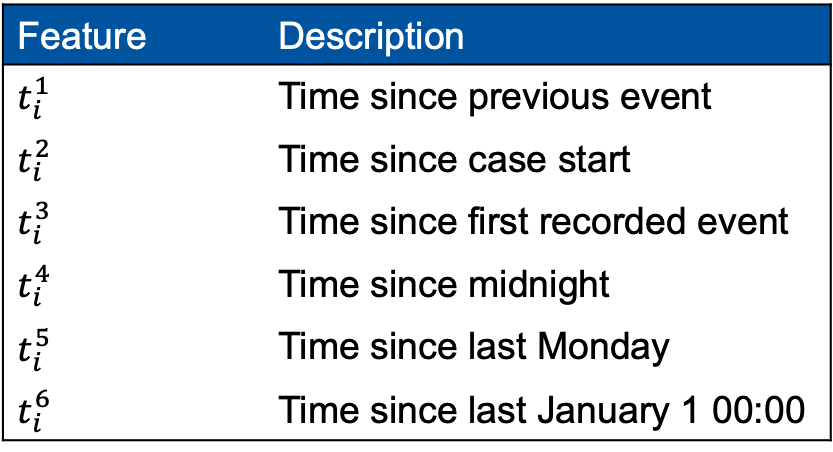 Feature Description
t_i^1 Time since previous event
t_i^2 Time since case start
t_i^3 Time since first recorded event
t_i^4 Time since midnight
t_i^5 Time since last Monday
t_i^6 Time since last January 1 00:00